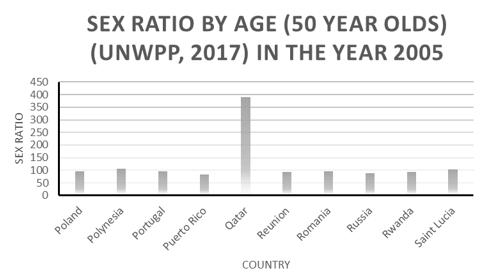 SEX RATIO BY AGE (50 YEAR OLDS)
(UNWPP, 2017) IN THE YEAR 2005
450
400
350
300
250
200
150
100
50
0
SEX RATIO
Poland
Polynesia
Portugal
Puerto Rico
Qatar
Reunion
Romania
Russia
Rwanda
Saint Lucia
COUNTRY